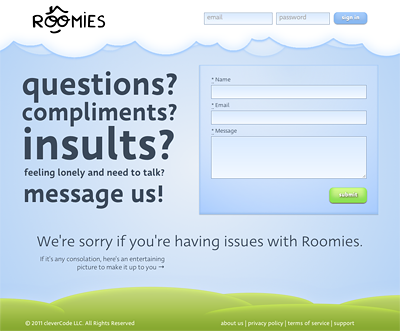 ROOMIES
email password sign in
questions?
compliments?
insults?
feeling lonely and need to talk?
message us!
* Name
* Email
* Message
submit
We're sorry if you're having issues with Roomies.
If it's any consolation, here's an entertaining
picture to make it up to you →
© 2011 cleverCode LLC. All Rights Reserved
about us | privacy policy | terms of service | support